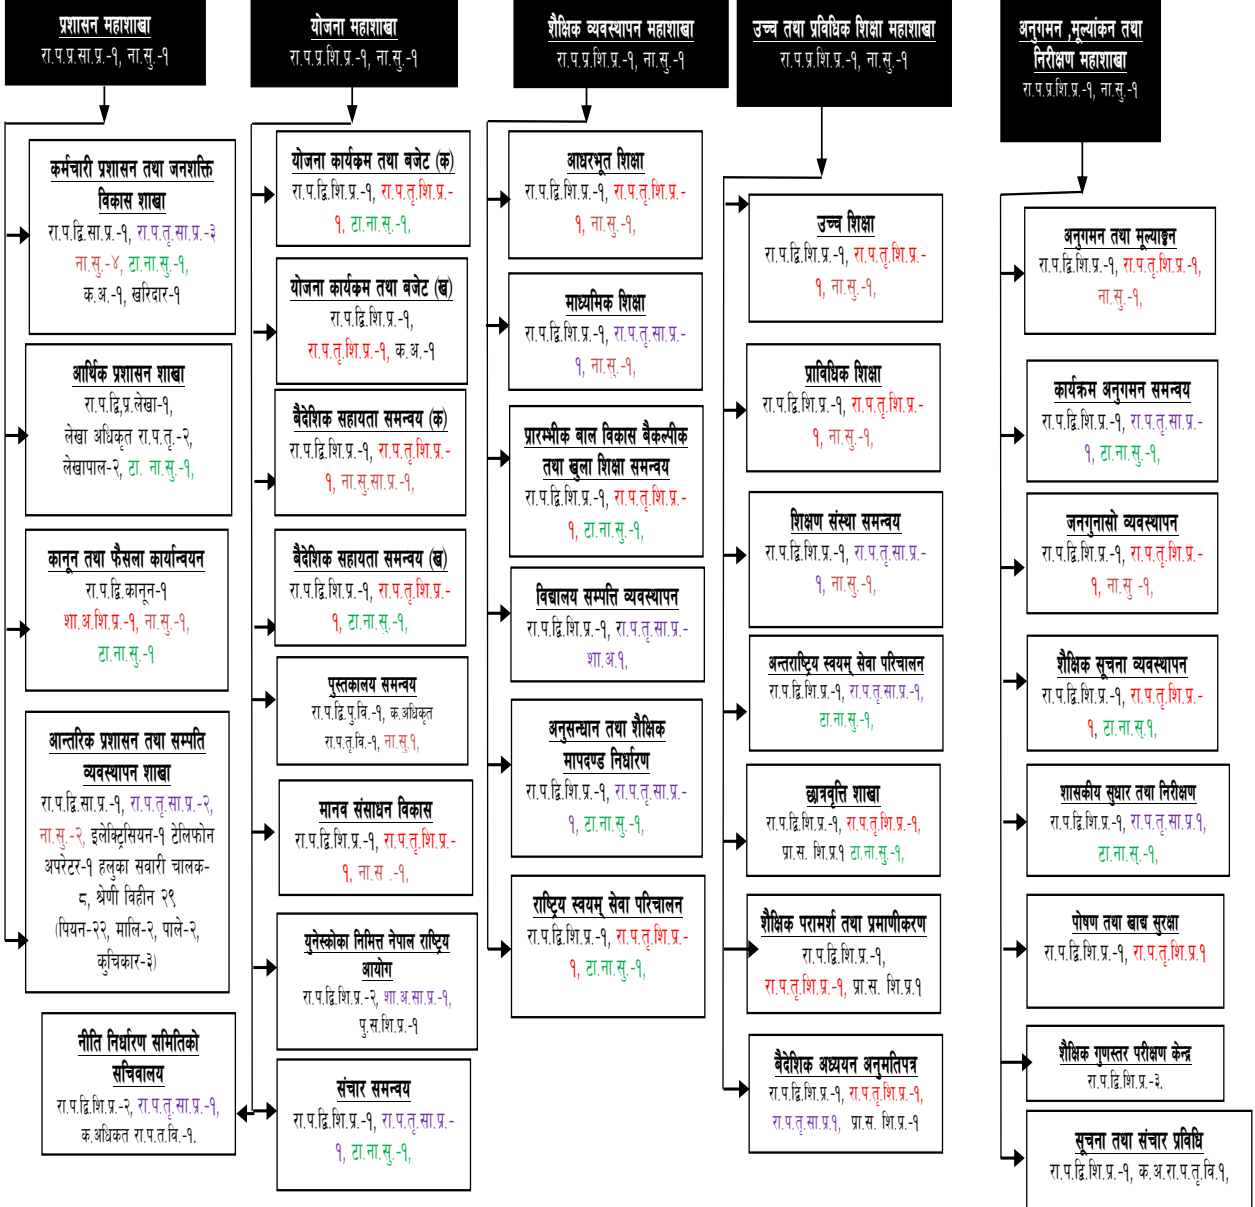 प्रशासन महाशाखा
रा.प.प्र.सा.प्र.-१, ना.सु.-१
कर्मचारी प्रशासन तथा जनशक्ति
विकास शाखा
रा.प.द्वि.सा.प्र.-१, रा.प.तृ.सा.प्र.-३
ना.सु.-४, टा.ना.सु.-१,
क.अ.-१, खरिदार-१
आर्थिक प्रशासन शाखा
रा.प.द्वि.प्र.लेखा-१,
लेखा अधिकृत रा.प.तृ.-२,
लेखापाल-२, टा. ना.सु.-१,
कानून तथा फैसला कार्यान्वयन
रा.प.द्वि.कानून-१
शा.अ.शि.प्र.-१, ना.सु.-१,
टा.ना.सु.-१
आन्तरिक प्रशासन तथा सम्पति
व्यवस्थापन शाखा
रा.प.द्वि.सा.प्र.-१, रा.प.तृ.सा.प्र.-२,
ना.सु.-२, इलेक्ट्रिसियन-१ टेलिफोन
अपरेटर-१ हलुका सवारी चालक-
८, श्रेणी विहीन २९
(पियन-२२, मालि-२, पाले-२,
कुचिकार-३)
नीति निर्धारण समितिको
सचिवालय
रा.प.द्वि.शि.प्र.-२, रा.प.तृ.सा.प्र.-१,
क.अधिकत रा.प.त.वि.-१.
योजना महाशाखा
रा.प.प्र.शि.प्र.-१, ना.सु.-१
योजना कार्यक्रम तथा बजेट (क)
रा.प.द्वि.शि.प्र.-१, रा.प.तृ.शि.प्र.-
१, टा.ना.सु.-१,
योजना कार्यक्रम तथा बजेट (ख)
रा.प.द्वि.शि.प्र.-१,
रा.प.तृ.शि.प्र.-१, क.अ.-१
बैदेशिक सहायता समन्वय (क)
रा.प.द्वि.शि.प्र.-१, रा.प.तृ.शि.प्र.-
१, ना.सु.सा.प्र.-१,
बैदेशिक सहायता समन्वय (ख)
रा.प.द्वि.शि.प्र.-१, रा.प.तृ.शि.प्र.-
१, टा.ना.सु.-१,
पुस्तकालय समन्वय
रा.प.द्वि.पु.वि.-१, क.अधिकृत
रा.प.तृ.वि.-१, ना.सु.१,
मानव संसाधन विकास
रा.प.द्वि.शि.प्र.-१, रा.प.तृ.शि.प्र.-
१, ना.स .-१,
युनेस्कोका निमित्त नेपाल राष्ट्रिय
आयोग
रा.प.द्वि.शि.प्र.-२, शा.अ.सा.प्र.-१,
पु.स.शि.प्र.-१
संचार समन्वय
रा.प.द्वि.शि.प्र.-१, रा.प.तृ.सा.प्र.-
१, टा.ना.सु.-१,
शैक्षिक व्यवस्थापन महाशाखा
रा.प.प्र.शि.प्र.-१, ना.सु.-१
आधरभूत शिक्षा
रा.प.द्वि.शि.प्र.-१, रा.प.तृ.शि.प्र.-
१, ना.सु.-१,
माध्यमिक शिक्षा
रा.प.द्वि.शि.प्र.-१, रा.प.तृ.सा.प्र.-
१, ना.सु.-१,
प्रारम्भीक बाल विकास बैकल्पीक
तथा खुला शिक्षा समन्वय
रा.प.द्वि.शि.प्र.-१, रा.प.तृ.शि.प्र.-
१, टा.ना.सु.-१,
विद्यालय सम्पत्ति व्यवस्थापन
रा.प.द्वि.शि.प्र.-१, रा.प.तृ.सा.प्र.-
शा.अ.१,
अनुसन्धान तथा शैक्षिक
मापदण्ड निर्धारण
रा.प.द्वि.शि.प्र.-१, रा.प.तृ.सा.प्र.-
१, टा.ना.सु.-१,
राष्ट्रिय स्वयम् सेवा परिचालन
रा.प.द्वि.शि.प्र.-१, रा.प.तृ.शि.प्र.-
१, टा.ना.सु.-१,
उच्च तथा प्रविधिक शिक्षा महाशाखा
रा.प.प्र.शि.प्र.-१, ना.सु.-१
उच्च शिक्षा
रा.प.द्वि.शि.प्र.-१, रा.प.तृ.शि.प्र.-
१, ना.सु.-१,
प्राविधिक शिक्षा
रा.प.द्वि.शि.प्र.-१, रा.प.तृ.शि.प्र.-
१, ना.सु.-१,
शिक्षण संस्था समन्वय
रा.प.द्वि.शि.प्र.-१, रा.प.तृ.सा.प्र.-
१, ना.सु.-१,
अन्तराष्ट्रिय स्वयम् सेवा परिचालन
रा.प.द्वि.शि.प्र.-१, रा.प.तृ.सा.प्र.-१,
टा.ना.सु.-१,
छात्रवृत्ति शाखा
रा.प.द्वि.शि.प्र.-१, रा.प.तृ.शि.प्र.-१,
प्रा.स. शि.प्र.१ टा.ना.सु.-१,
शैक्षिक परामर्श तथा प्रमाणीकरण
रा.प.द्वि.शि.प्र.-१,
रा.प.तृ.शि.प्र.-१, प्रा.स. शि.प्र.१
बैदेशिक अध्ययन अनुमतिपत्र
रा.प.द्वि.शि.प्र.-१, रा.प.तृ.शि.प्र.-१,
रा.प.तृ.सा.प्र.१, प्रा.स. शि.प्र.-१
अनुगमन ,मूल्यांकन तथा
निरीक्षण महाशाखा
रा.प.प्र.शि.प्र.-१, ना.सु.-१
अनुगमन तथा मूल्याङ्कन
रा.प.द्वि.शि.प्र.-१, रा.प.तृ.शि.प्र.-१,
ना.सु.-१,
कार्यक्रम अनुगमन समन्वय
रा.प.द्वि.शि.प्र.-१, रा.प.तृ.सा.प्र.-
१, टा.ना.सु.-१,
जनगुनासो व्यवस्थापन
रा.प.द्वि.शि.प्र.-१, रा.प.तृ.शि.प्र.-
१, ना.सु -१,
शैक्षिक सूचना व्यवस्थापन
रा.प.द्वि.शि.प्र.-१, रा.प.तृ.शि.प्र.-
१, टा.ना.स्.१,
शासकीय सुधार तथा निरीक्षण
रा.प.द्वि.शि.प्र.-१, रा.प.तृ.सा.प्र.१,
टा.ना.स्.-१,
पोषण तथा खाद्य सुरक्षा
रा.प.द्वि.शि.प्र.-१, रा.प.तृ.शि.प्र.१
शैक्षिक गुणस्तर परीक्षण केन्द्र
रा.प.द्वि.शि.प्र.-३.
सूचना तथा संचार प्रविधि
रा.प.द्वि.शि.प्र.-१, क.अ.रा.प.तृ.वि.१,